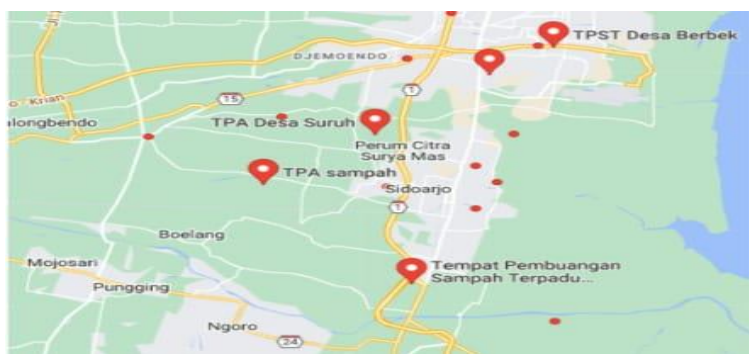 TPST Desa Berbek
DJEMOENDO
Krian
15
1
alongbendo
TPA Desa Suruh
Perum Citra
Surya Mas
TPA sampah
Sidoarjo
1
Boelang
Mojosari
Tempat Pembuangan
Sampah Terpadu...
Pungging
Ngoro
24